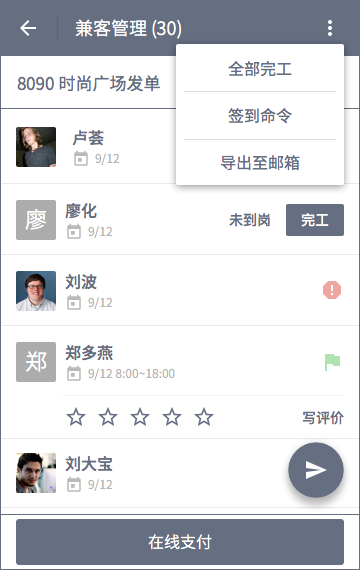 兼客管理 (30)
全部完工
签到命令
导出至邮箱
8090 时尚广场发单
卢荟
9/12
廖
廖化
9/12
未到岗
完工
刘波
9/12
郑
郑多燕
9/12 8:00~18:00
写评价
刘大宝
9/12
在线支付